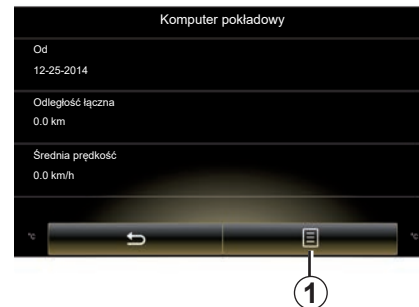 Komputer pokładowy
Od
12-25-2014
Odległość łączna
0.0 km
Średnia prędkość
0.0 km/h
°C
°C
1